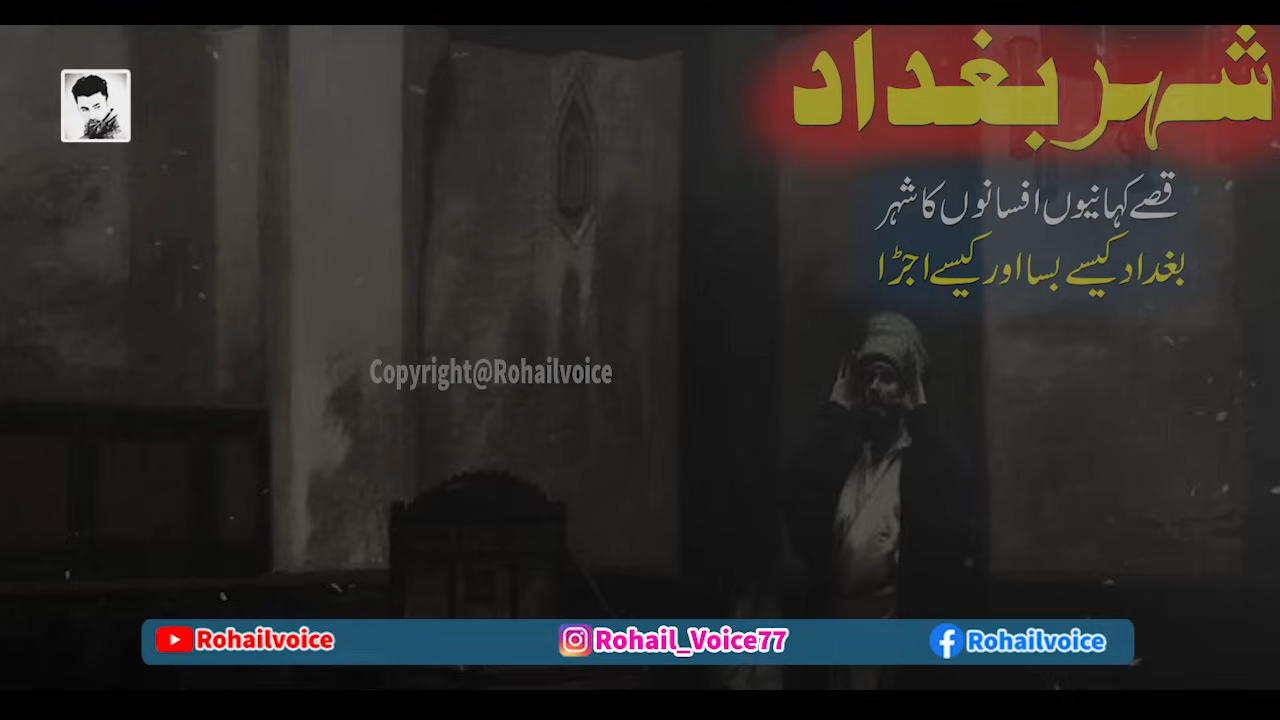 شہر بغداد
قصے کہانیوں افسانوں کا شہر
بغداد کیسے بسا اور کیسے اجڑا
Copyright@Rohailvoice
Rohailvoice
Rohail_Voice77
Rohailvoice